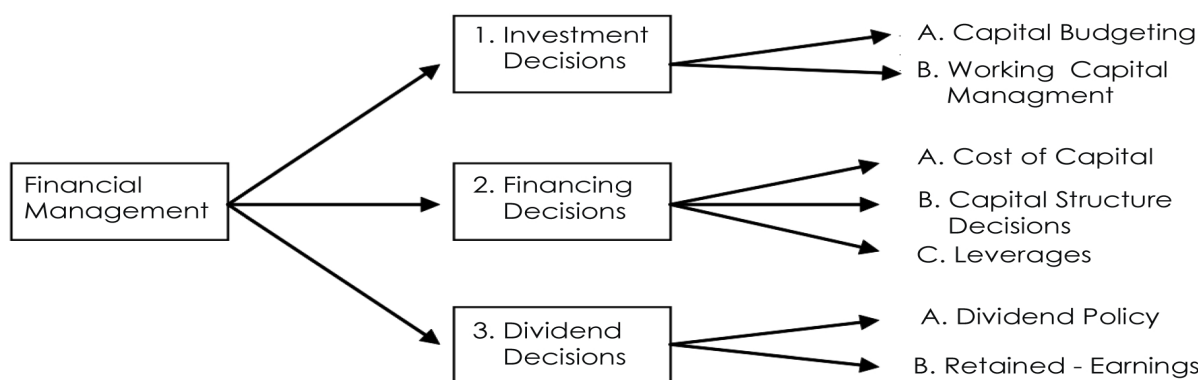 Financial
Management
1. Investment
Decisions
A. Capital Budgeting
B. Working Capital
Managment
2. Financing
Decisions
A. Cost of Capital
B. Capital Structure
Decisions
C. Leverages
3. Dividend
Decisions
A. Dividend Policy
B. Retained - Earnings